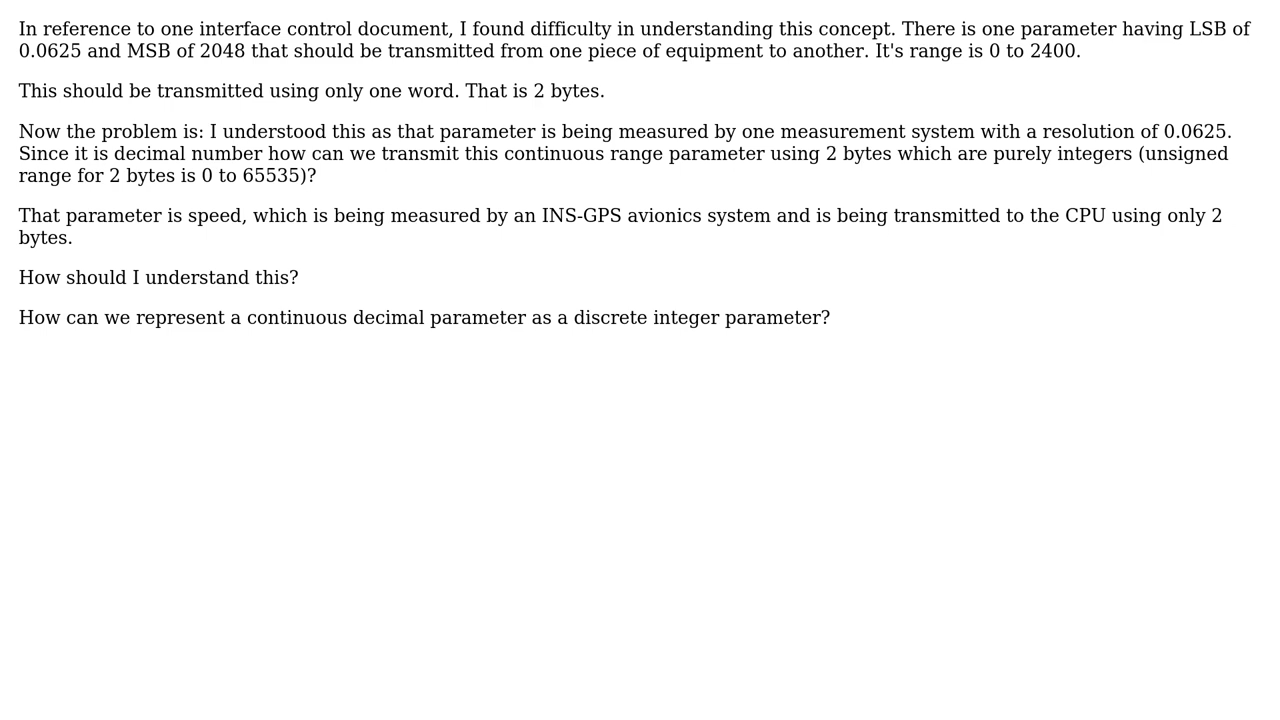 In reference to one interface control document, I found difficulty in understanding this concept. There is one parameter having LSB of
0.0625 and MSB of 2048 that should be transmitted from one piece of equipment to another. It's range is 0 to 2400.
This should be transmitted using only one word. That is 2 bytes.
Now the problem is: I understood this as that parameter is being measured by one measurement system with a resolution of 0.0625.
Since it is decimal number how can we transmit this continuous range parameter using 2 bytes which are purely integers (unsigned
range for 2 bytes is 0 to 65535)?
That parameter is speed, which is being measured by an INS-GPS avionics system and is being transmitted to the CPU using only 2
bytes.
How should I understand this?
How can we represent a continuous decimal parameter as a discrete integer parameter?